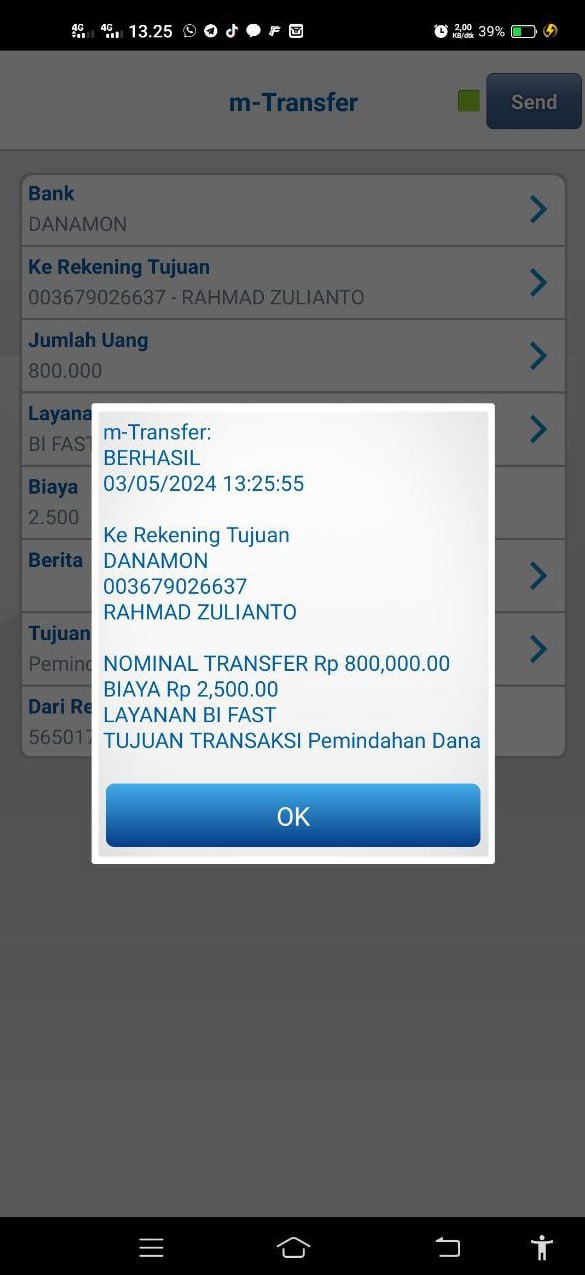 4G 4G 13.25 2,00 KB/dtk 39%
m-Transfer
Send
Bank
DANAMON
Ke Rekening Tujuan
003679026637 - RAHMAD ZULIANTO
Jumlah Uang
800.000
Layana
BI FAST
Biaya
2.500
Berita
Tujuan
Pemind
Dari Re
565017
m-Transfer:
BERHASIL
03/05/2024 13:25:55
Ke Rekening Tujuan
DANAMON
003679026637
RAHMAD ZULIANTO
NOMINAL TRANSFER Rp 800,000.00
BIAYA Rp 2,500.00
LAYANAN BI FAST
TUJUAN TRANSAKSI Pemindahan Dana
OK